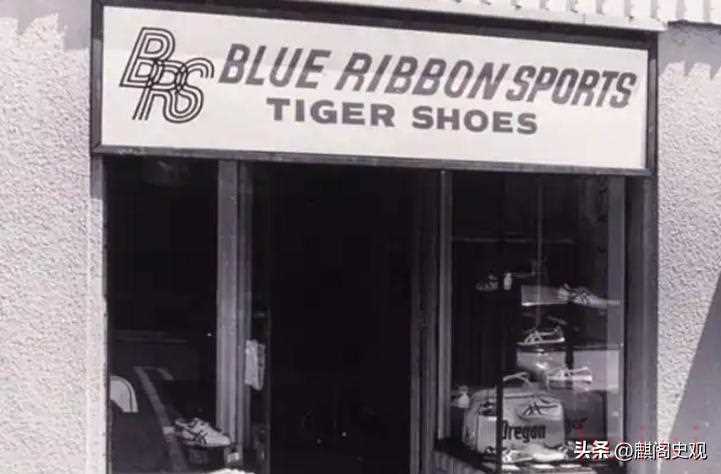 BRS BLUE RIBBON SPORTS
TIGER SHOES
Oregon
头条 @麒阁史观